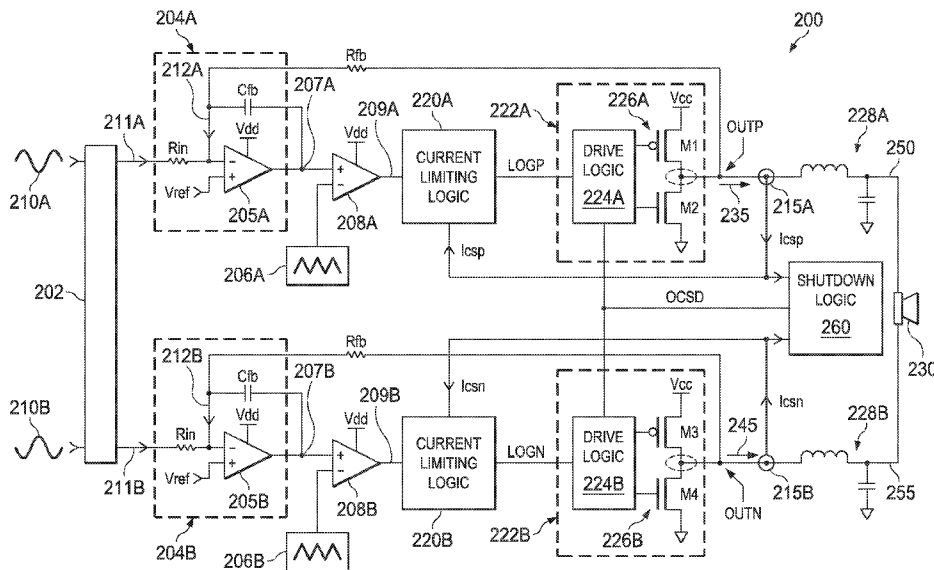 200
204A
212A
Rfb
Cfb
207A
Vdd
211A
Rin
Vref
205A
209A
Vdd
208A
206A
210A
220A
CURRENT
LIMITING
LOGIC
LOGP
Icsp
222A
226A
DRIVE
LOGIC
224A
Vcc
M1
M2
OUTP
235
215A
228A
250
Icsp
202
OCSD
SHUTDOWN
LOGIC
260
230
Icsn
212B
Rfb
Cfb
207B
Vdd
210B
Rin
211B
Vref
205B
204B
209B
Vdd
208B
206B
Icsn
CURRENT
LIMITING
LOGIC
220B
LOGN
DRIVE
LOGIC
224B
222B
Vcc
M3
M4
226B
245
OUTN
215B
228B
255